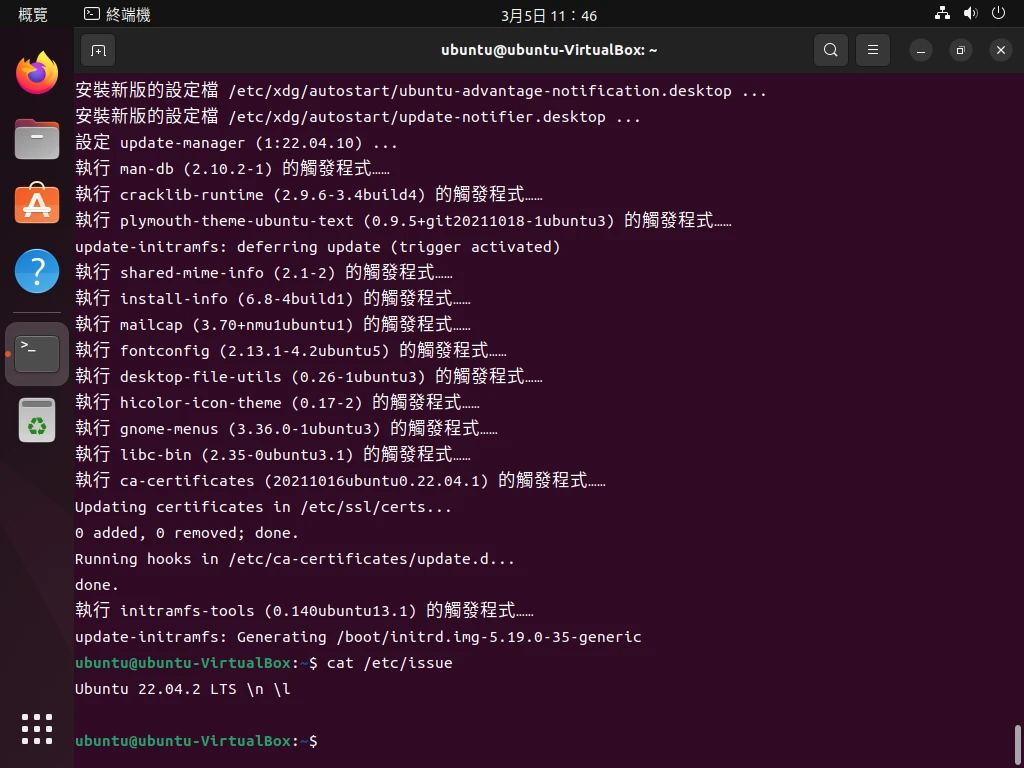 概覽 終端機 3月5日 11：46
ubuntu@ubuntu-VirtualBox: ~
安裝新版的設定檔 /etc/xdg/autostart/ubuntu-advantage-notification.desktop ...
安裝新版的設定檔 /etc/xdg/autostart/update-notifier.desktop ...
設定 update-manager (1:22.04.10) ...
執行 man-db (2.10.2-1) 的觸發程式……
執行 cracklib-runtime (2.9.6-3.4build4) 的觸發程式……
執行 plymouth-theme-ubuntu-text (0.9.5+git20211018-1ubuntu3) 的觸發程式……
update-initramfs: deferring update (trigger activated)
執行 shared-mime-info (2.1-2) 的觸發程式……
執行 install-info (6.8-4build1) 的觸發程式……
執行 mailcap (3.70+nmu1ubuntu1) 的觸發程式……
執行 fontconfig (2.13.1-4.2ubuntu5) 的觸發程式……
執行 desktop-file-utils (0.26-1ubuntu3) 的觸發程式……
執行 hicolor-icon-theme (0.17-2) 的觸發程式……
執行 gnome-menus (3.36.0-1ubuntu3) 的觸發程式……
執行 libc-bin (2.35-0ubuntu3.1) 的觸發程式……
執行 ca-certificates (20211016ubuntu0.22.04.1) 的觸發程式……
Updating certificates in /etc/ssl/certs...
0 added, 0 removed; done.
Running hooks in /etc/ca-certificates/update.d...
done.
執行 initramfs-tools (0.140ubuntu13.1) 的觸發程式……
update-initramfs: Generating /boot/initrd.img-5.19.0-35-generic
ubuntu@ubuntu-VirtualBox:~$ cat /etc/issue
Ubuntu 22.04.2 LTS \n \l
ubuntu@ubuntu-VirtualBox:~$